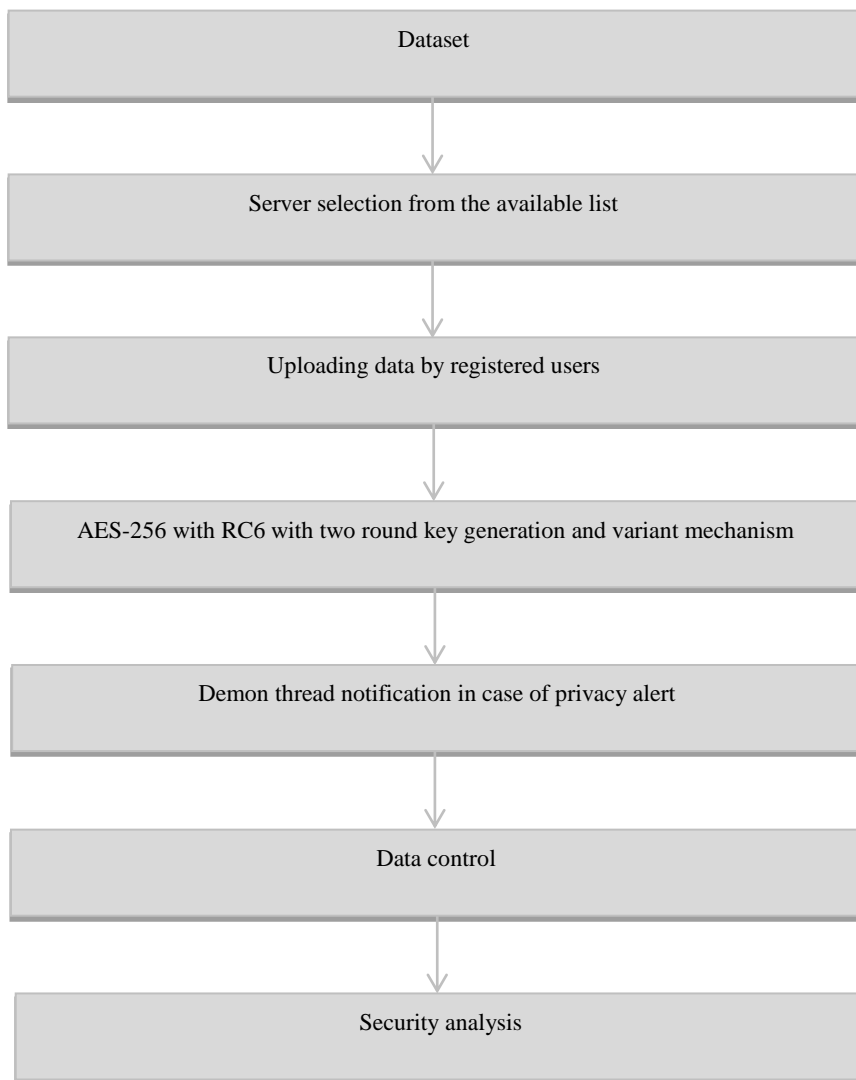 Dataset
Server selection from the available list
Uploading data by registered users
AES-256 with RC6 with two round key generation and variant mechanism
Demon thread notification in case of privacy alert
Data control
Security analysis